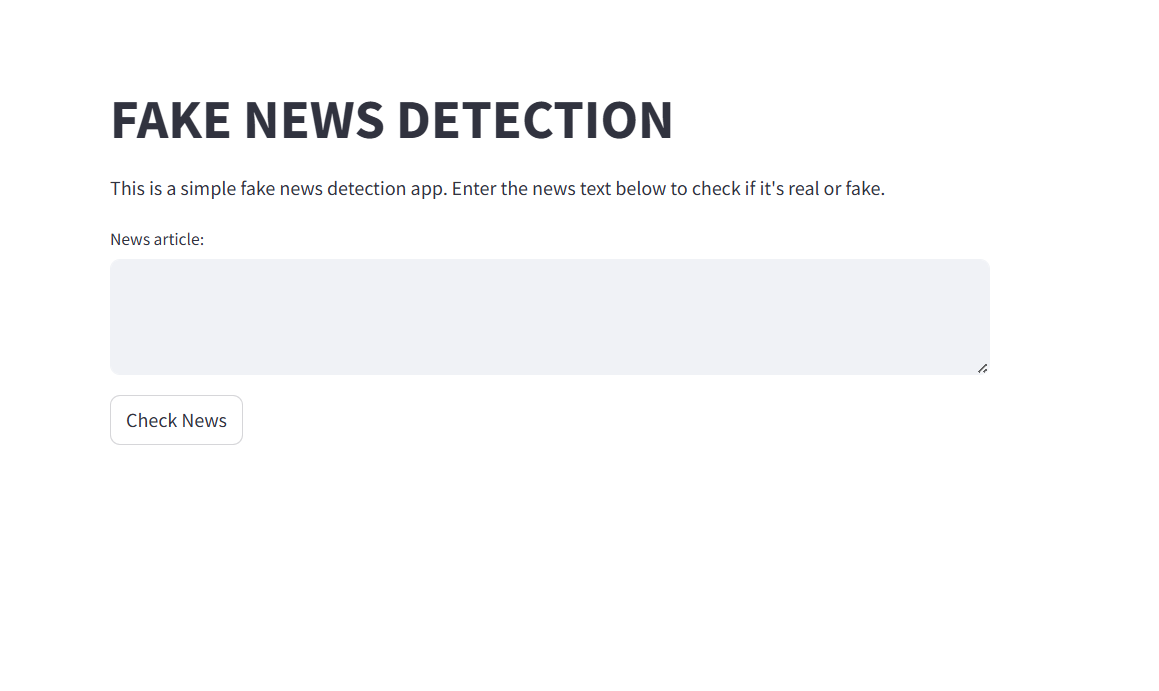 FAKE NEWS DETECTION
This is a simple fake news detection app. Enter the news text below to check if it's real or fake.
News article:
Check News